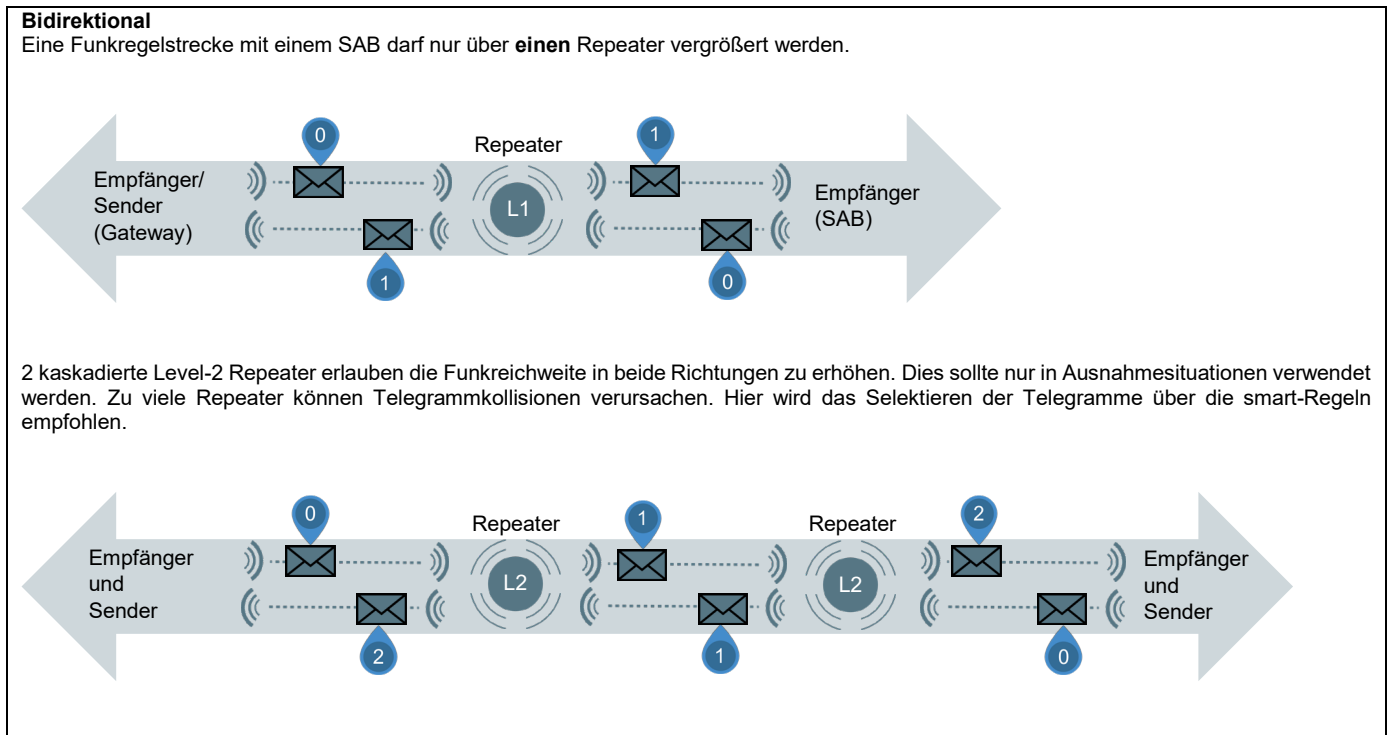 Bidirektional
Eine Funkregelstrecke mit einem SAB darf nur über einen Repeater vergrößert werden.
0
1
Repeater
Empfänger/
Sender
(Gateway)
L1
Empfänger
(SAB)
1
0
2 kaskadierte Level-2 Repeater erlauben die Funkreichweite in beide Richtungen zu erhöhen. Dies sollte nur in Ausnahmesituationen verwendet
werden. Zu viele Repeater können Telegrammkollisionen verursachen. Hier wird das Selektieren der Telegramme über die smart-Regeln
empfohlen.
0
1
2
Repeater
Repeater
Empfänger
und
Sender
L2
L2
Empfänger
und
Sender
2
1
0